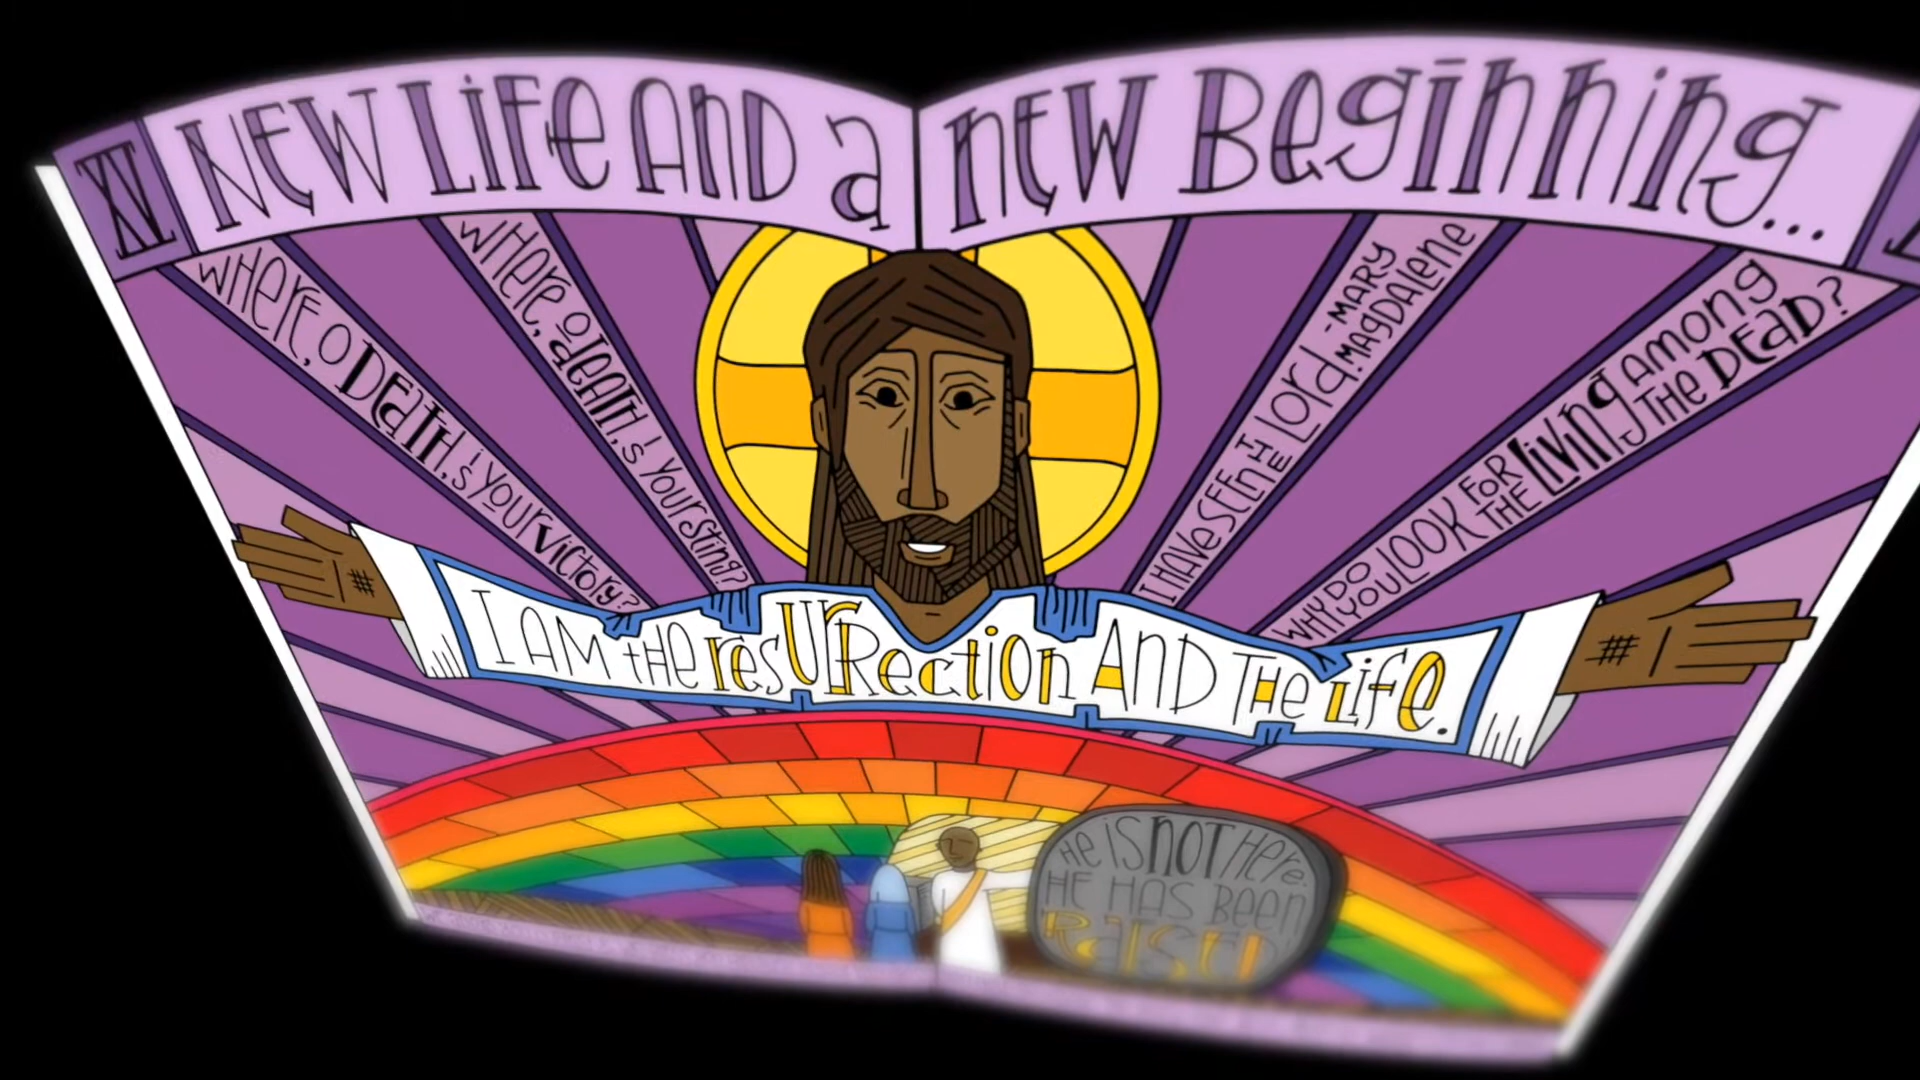 XV
NEW LiFe AND a new Beginning...
WHERE, O DEATH, iS YOUR VICTORY?
WHERE, O DEATH, iS YOUR STING?
I HAVE SEEN THE LORD. -MARY MAGDALENE
WHY DO YOU LOOK FOR THE LiViNG AMONG THE DEAD?
I AM THE ResURRection AND THE LiFe.
HE IS NOT HERE.
HE HAS BEEN
RAISED